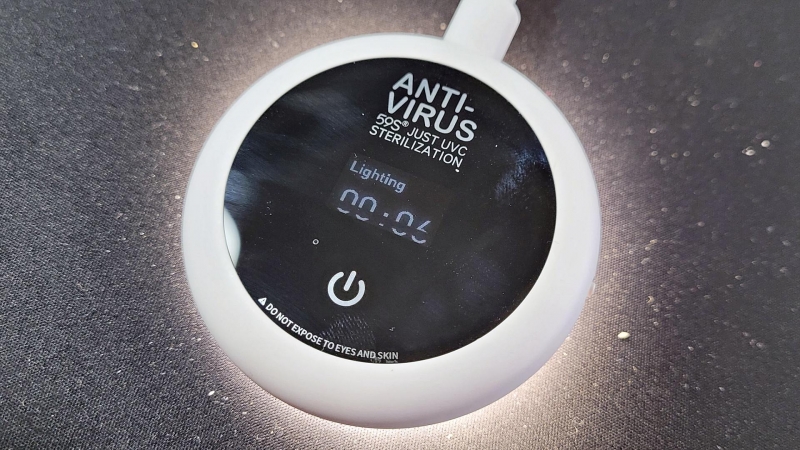 ANTI-
VIRUS
59S® JUST UVC
STERILIZATION
Lighting
00:06
⚠ DO NOT EXPOSE TO EYES AND SKIN